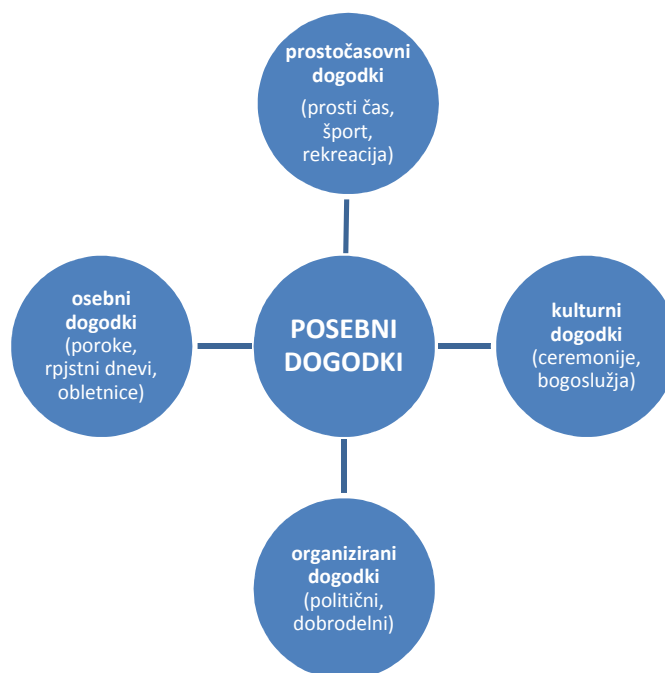 prostočasovni
dogodki
(prosti čas,
šport,
rekreacija)
osebni
dogodki
(poroke,
rpjstni dnevi,
obletnice)
POSEBNI
DOGODKI
kulturni
dogodki
(ceremonije,
bogoslužja)
organizirani
dogodki
(politični,
dobrodelni)